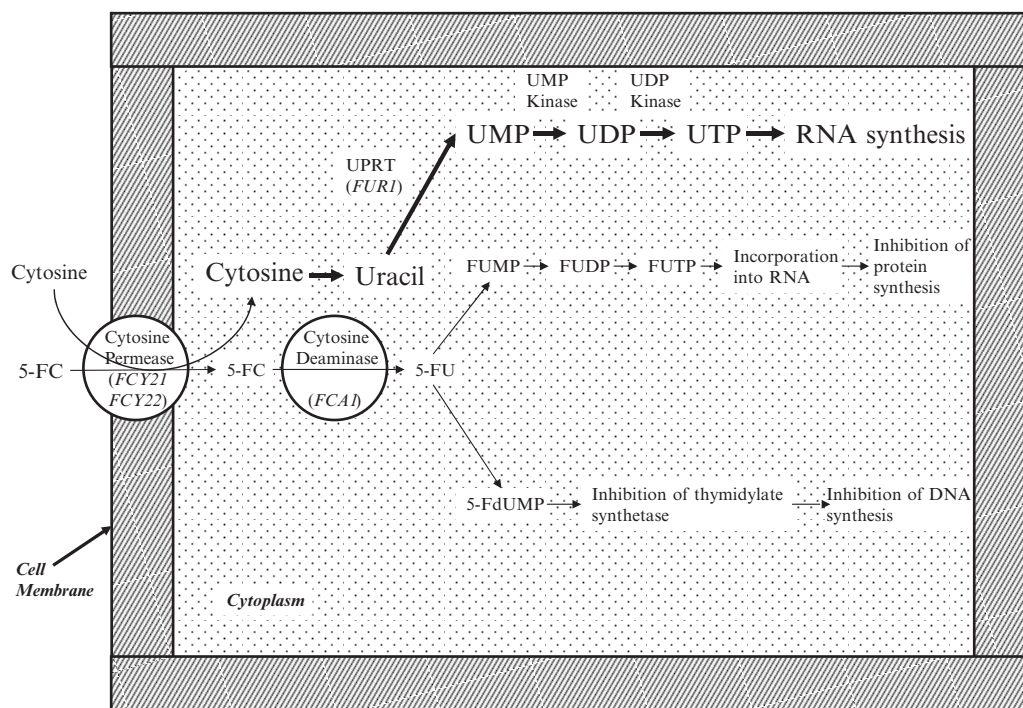 UMP
Kinase
UDP
Kinase
UMP UDP UTP RNA synthesis
UPRT
(FUR1)
Cytosine
Cytosine Uracil
FUMP FUDP FUTP Incorporation
into RNA
Inhibition of
protein
synthesis
Cytosine
Permease
(FCY21
FCY22)
Cytosine
Deaminase
(FCA1)
5-FC 5-FC 5-FU
5-FdUMP Inhibition of thymidylate
synthetase
Inhibition of DNA
synthesis
Cell
Membrane
Cytoplasm